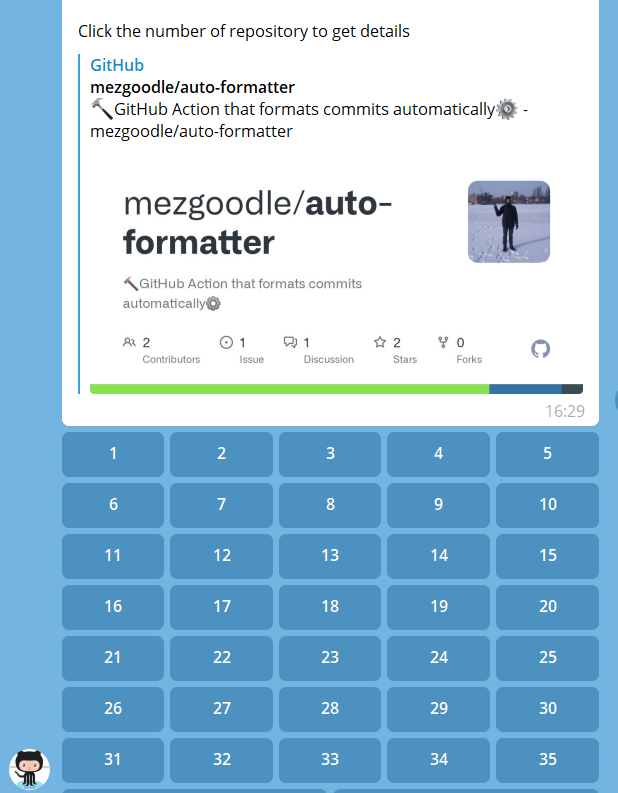 Click the number of repository to get details
GitHub
mezgoodle/auto-formatter
🔨GitHub Action that formats commits automatically⚙️ -
mezgoodle/auto-formatter
mezgoodle/auto-
formatter
🔨GitHub Action that formats commits
automatically⚙️
2 1 1 2 0
Contributors Issue Discussion Stars Forks
16:29
1 2 3 4 5
6 7 8 9 10
11 12 13 14 15
16 17 18 19 20
21 22 23 24 25
26 27 28 29 30
31 32 33 34 35